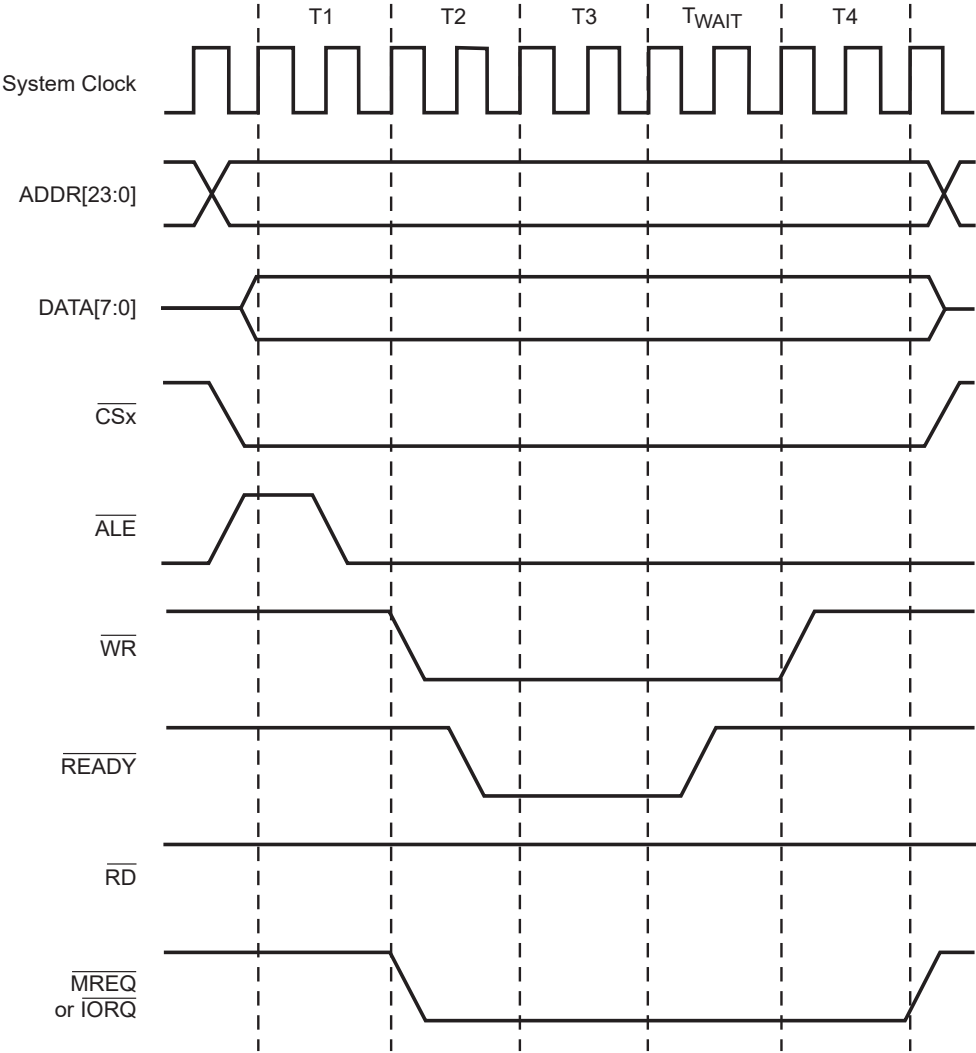 T1 T2 T3 TWAIT T4
System Clock
ADDR[23:0]
DATA[7:0]
CSx
ALE
WR
READY
RD
MREQ
or IORQ